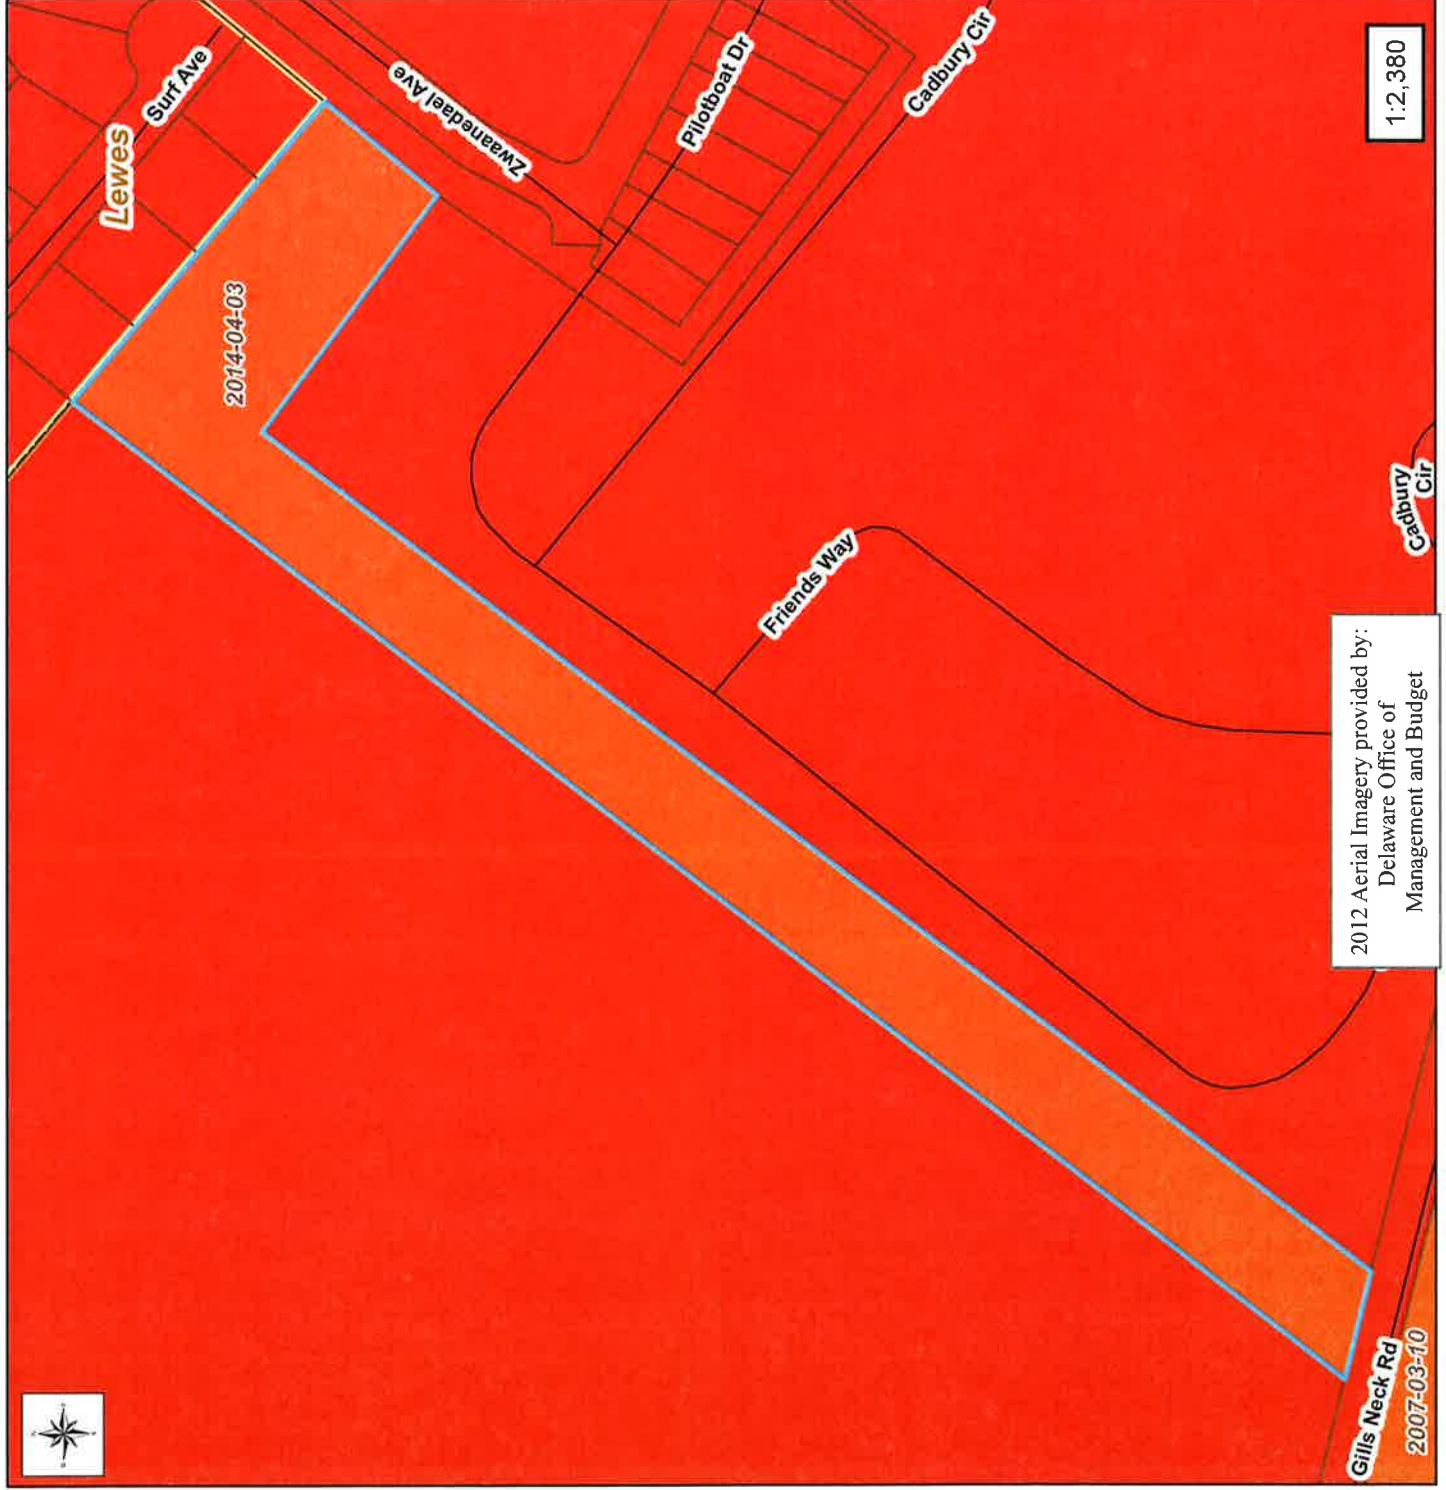 Lewes
Surf Ave
Zwaanedael Ave
Pilotboat Dr
Cadbury Cir
2014-04-03
Friends Way
Cadbury
Cir
Gills Neck Rd
2007-03-10
2012 Aerial Imagery provided by:
Delaware Office of
Management and Budget
1:2,380